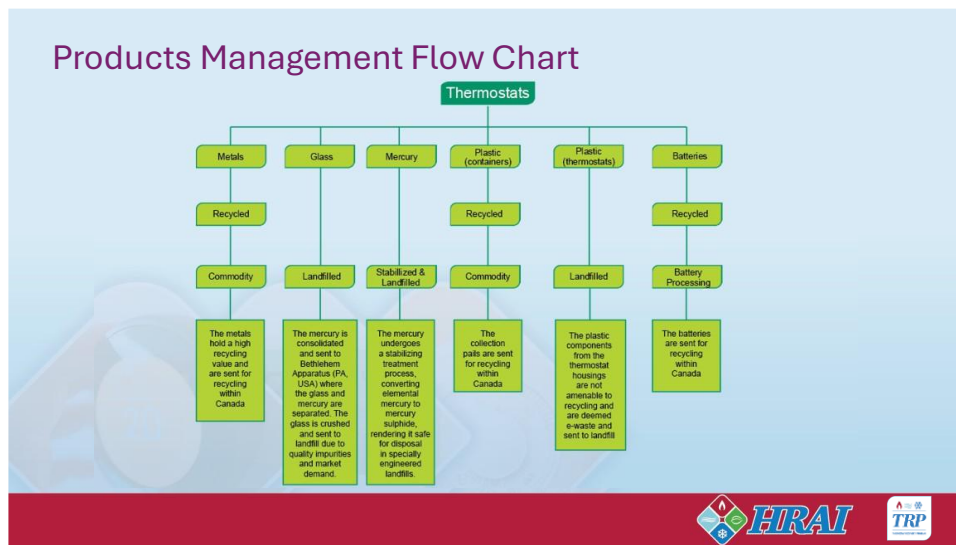 Products Management Flow Chart
Thermostats
Metals
Glass
Mercury
Plastic
(containers)
Plastic
(thermostats)
Batteries
Recycled
Recycled
Recycled
Commodity
Landfilled
Stabillized &
Landfilled
Commodity
Landfilled
Battery
Processing
The metals
hold a high
recycling
value and
are sent for
recycling
within
Canada
The mercury is
consolidated
and sent to
Bethlehem
Apparatus (PA,
USA) where
the glass and
mercury are
separated. The
glass is crushed
and sent to
landfill due to
quality impurities
and market
demand.
The mercury
undergoes
a stabilizing
treatment
process,
converting
elemental
mercury to
mercury
sulphide,
rendering it safe
for disposal
in specially
engineered
landfills.
The
collection
pails are sent
for recycling
within
Canada
The plastic
components
from the
thermostat
housings
are not
amenable to
recycling and
are deemed
e-waste and
sent to landfill
The batteries
are sent for
recycling
within
Canada
HRAI
TRP